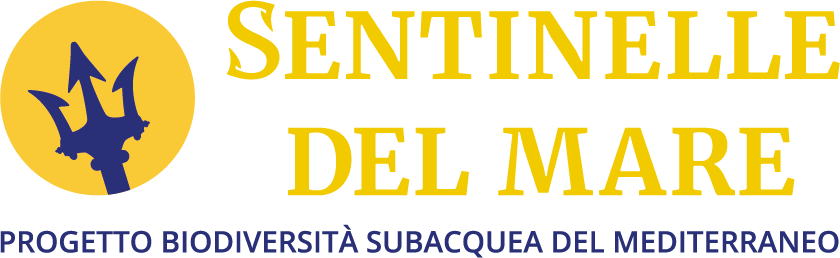 SENTINELLE
DEL MARE
PROGETTO BIODIVERSITÀ SUBACQUEA DEL MEDITERRANEO